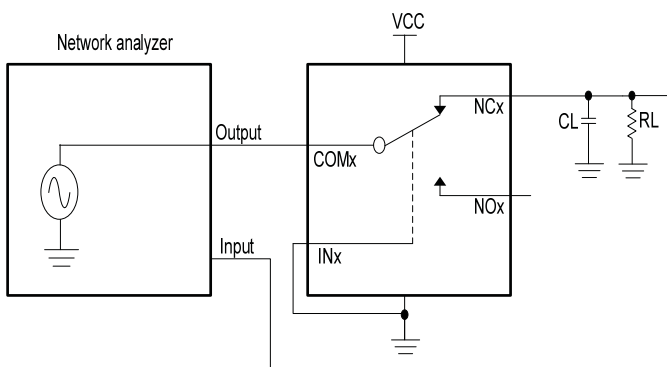 VCC
Network analyzer
NCx
CL
RL
Output
COMx
NOx
Input
INx